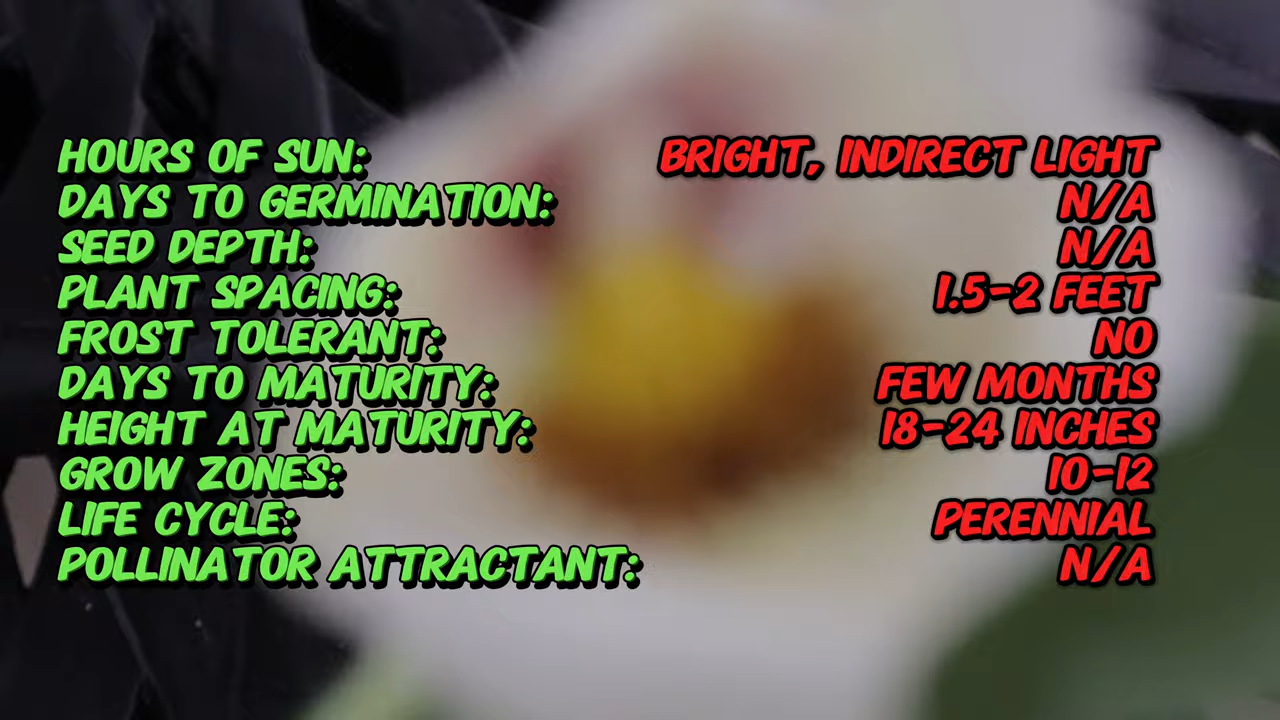 HOURS OF SUN: BRIGHT, INDIRECT LIGHT
DAYS TO GERMINATION: N/A
SEED DEPTH: N/A
PLANT SPACING: 1.5-2 FEET
FROST TOLERANT: NO
DAYS TO MATURITY: FEW MONTHS
HEIGHT AT MATURITY: 18-24 INCHES
GROW ZONES: 10-12
LIFE CYCLE: PERENNIAL
POLLINATOR ATTRACTANT: N/A